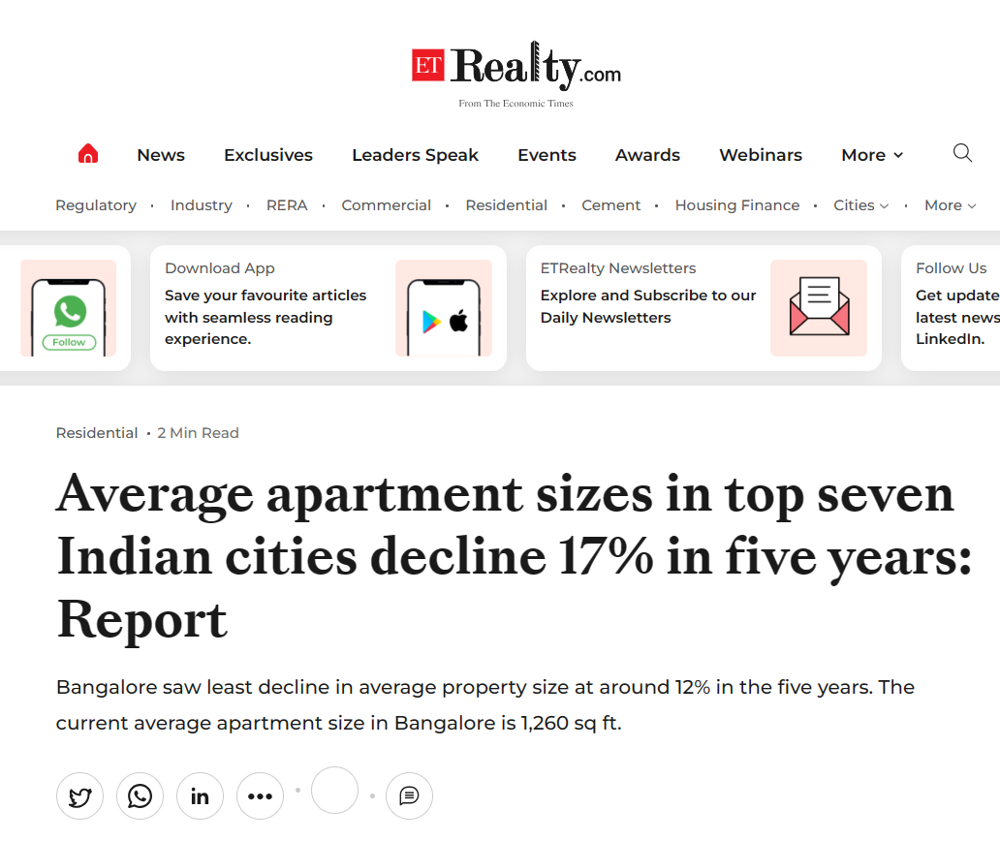 ET Realty.com
From The Economic Times
News Exclusives Leaders Speak Events Awards Webinars More
Regulatory · Industry · RERA · Commercial · Residential · Cement · Housing Finance · Cities · More
Follow
Download App
Save your favourite articles
with seamless reading
experience.
ETRealty Newsletters
Explore and Subscribe to our
Daily Newsletters
Follow Us
Get update
latest news
LinkedIn.
Residential · 2 Min Read
Average apartment sizes in top seven
Indian cities decline 17% in five years:
Report
Bangalore saw least decline in average property size at around 12% in the five years. The
current average apartment size in Bangalore is 1,260 sq ft.
in